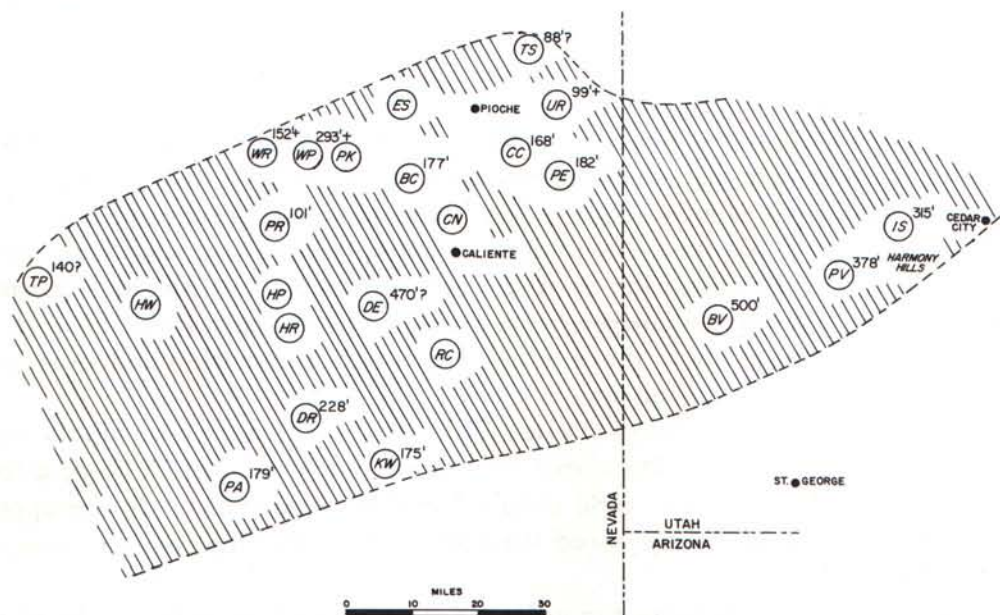 TS 88'?
ES
PIOCHE
UR 99'+
WR 152'+
WP 293'+
PK
BC 177'
CC 168'
PE 182'
PR 101'
CN
CALIENTE
IS 315'
CEDAR CITY
HARMONY HILLS
TP 140?
HW
HP
HR
DE 470'?
PV 378'
BV 500'
RC
DR 228'
KW 175'
PA 179'
ST. GEORGE
NEVADA
UTAH
ARIZONA
MILES
0 10 20 30